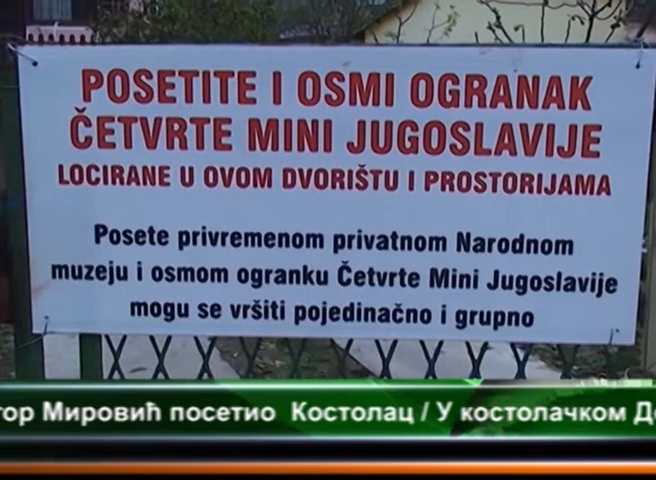 POSETITE I OSMI OGRANAK
ČETVRTE MINI JUGOSLAVIJE
LOCIRANE U OVOM DVORIŠTU I PROSTORIJAMA
Posete privremenom privatnom Narodnom
muzeju i osmom ogranku Četvrte Mini Jugoslavije
mogu se vršiti pojedinačno i grupno
Мировић посетио Костолац / У костолачком